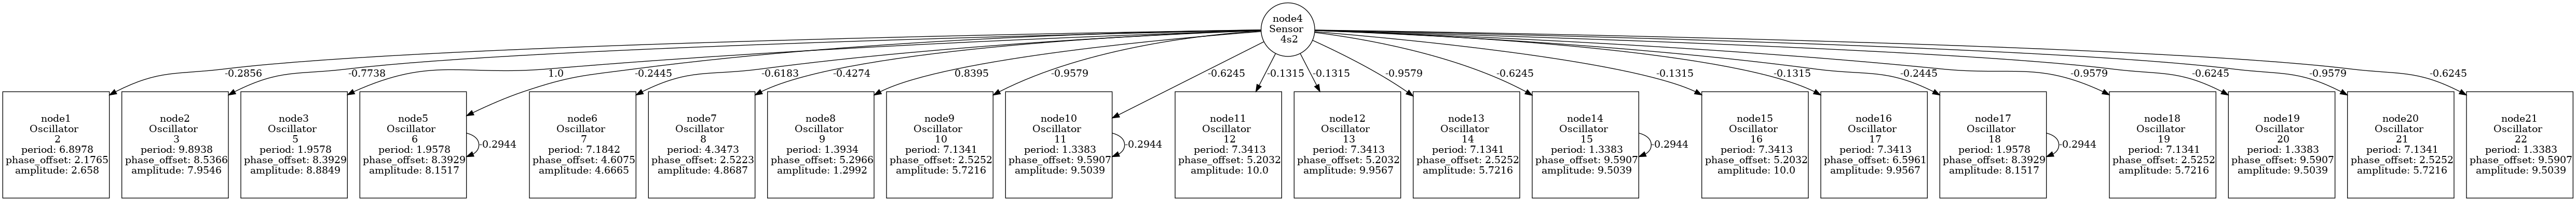 node4
Sensor
4s2
-0.2856
-0.7738
1.0
-0.2445
-0.6183
-0.4274
0.8395
-0.9579
-0.6245
-0.1315
-0.1315
-0.9579
-0.6245
-0.1315
-0.1315
-0.2445
-0.9579
-0.6245
-0.9579
-0.6245
node1
Oscillator
2
period: 6.8978
phase_offset: 2.1765
amplitude: 2.658
node2
Oscillator
3
period: 9.8938
phase_offset: 8.5366
amplitude: 7.9546
node3
Oscillator
5
period: 1.9578
phase_offset: 8.3929
amplitude: 8.8849
node5
Oscillator
6
period: 1.9578
phase_offset: 8.3929
amplitude: 8.1517
-0.2944
node6
Oscillator
7
period: 7.1842
phase_offset: 4.6075
amplitude: 4.6665
node7
Oscillator
8
period: 4.3473
phase_offset: 2.5223
amplitude: 4.8687
node8
Oscillator
9
period: 1.3934
phase_offset: 5.2966
amplitude: 1.2992
node9
Oscillator
10
period: 7.1341
phase_offset: 2.5252
amplitude: 5.7216
node10
Oscillator
11
period: 1.3383
phase_offset: 9.5907
amplitude: 9.5039
-0.2944
node11
Oscillator
12
period: 7.3413
phase_offset: 5.2032
amplitude: 10.0
node12
Oscillator
13
period: 7.3413
phase_offset: 5.2032
amplitude: 9.9567
node13
Oscillator
14
period: 7.1341
phase_offset: 2.5252
amplitude: 5.7216
node14
Oscillator
15
period: 1.3383
phase_offset: 9.5907
amplitude: 9.5039
-0.2944
node15
Oscillator
16
period: 7.3413
phase_offset: 5.2032
amplitude: 10.0
node16
Oscillator
17
period: 7.3413
phase_offset: 6.5961
amplitude: 9.9567
node17
Oscillator
18
period: 1.9578
phase_offset: 8.3929
amplitude: 8.1517
-0.2944
node18
Oscillator
19
period: 7.1341
phase_offset: 2.5252
amplitude: 5.7216
node19
Oscillator
20
period: 1.3383
phase_offset: 9.5907
amplitude: 9.5039
node20
Oscillator
21
period: 7.1341
phase_offset: 2.5252
amplitude: 5.7216
node21
Oscillator
22
period: 1.3383
phase_offset: 9.5907
amplitude: 9.5039